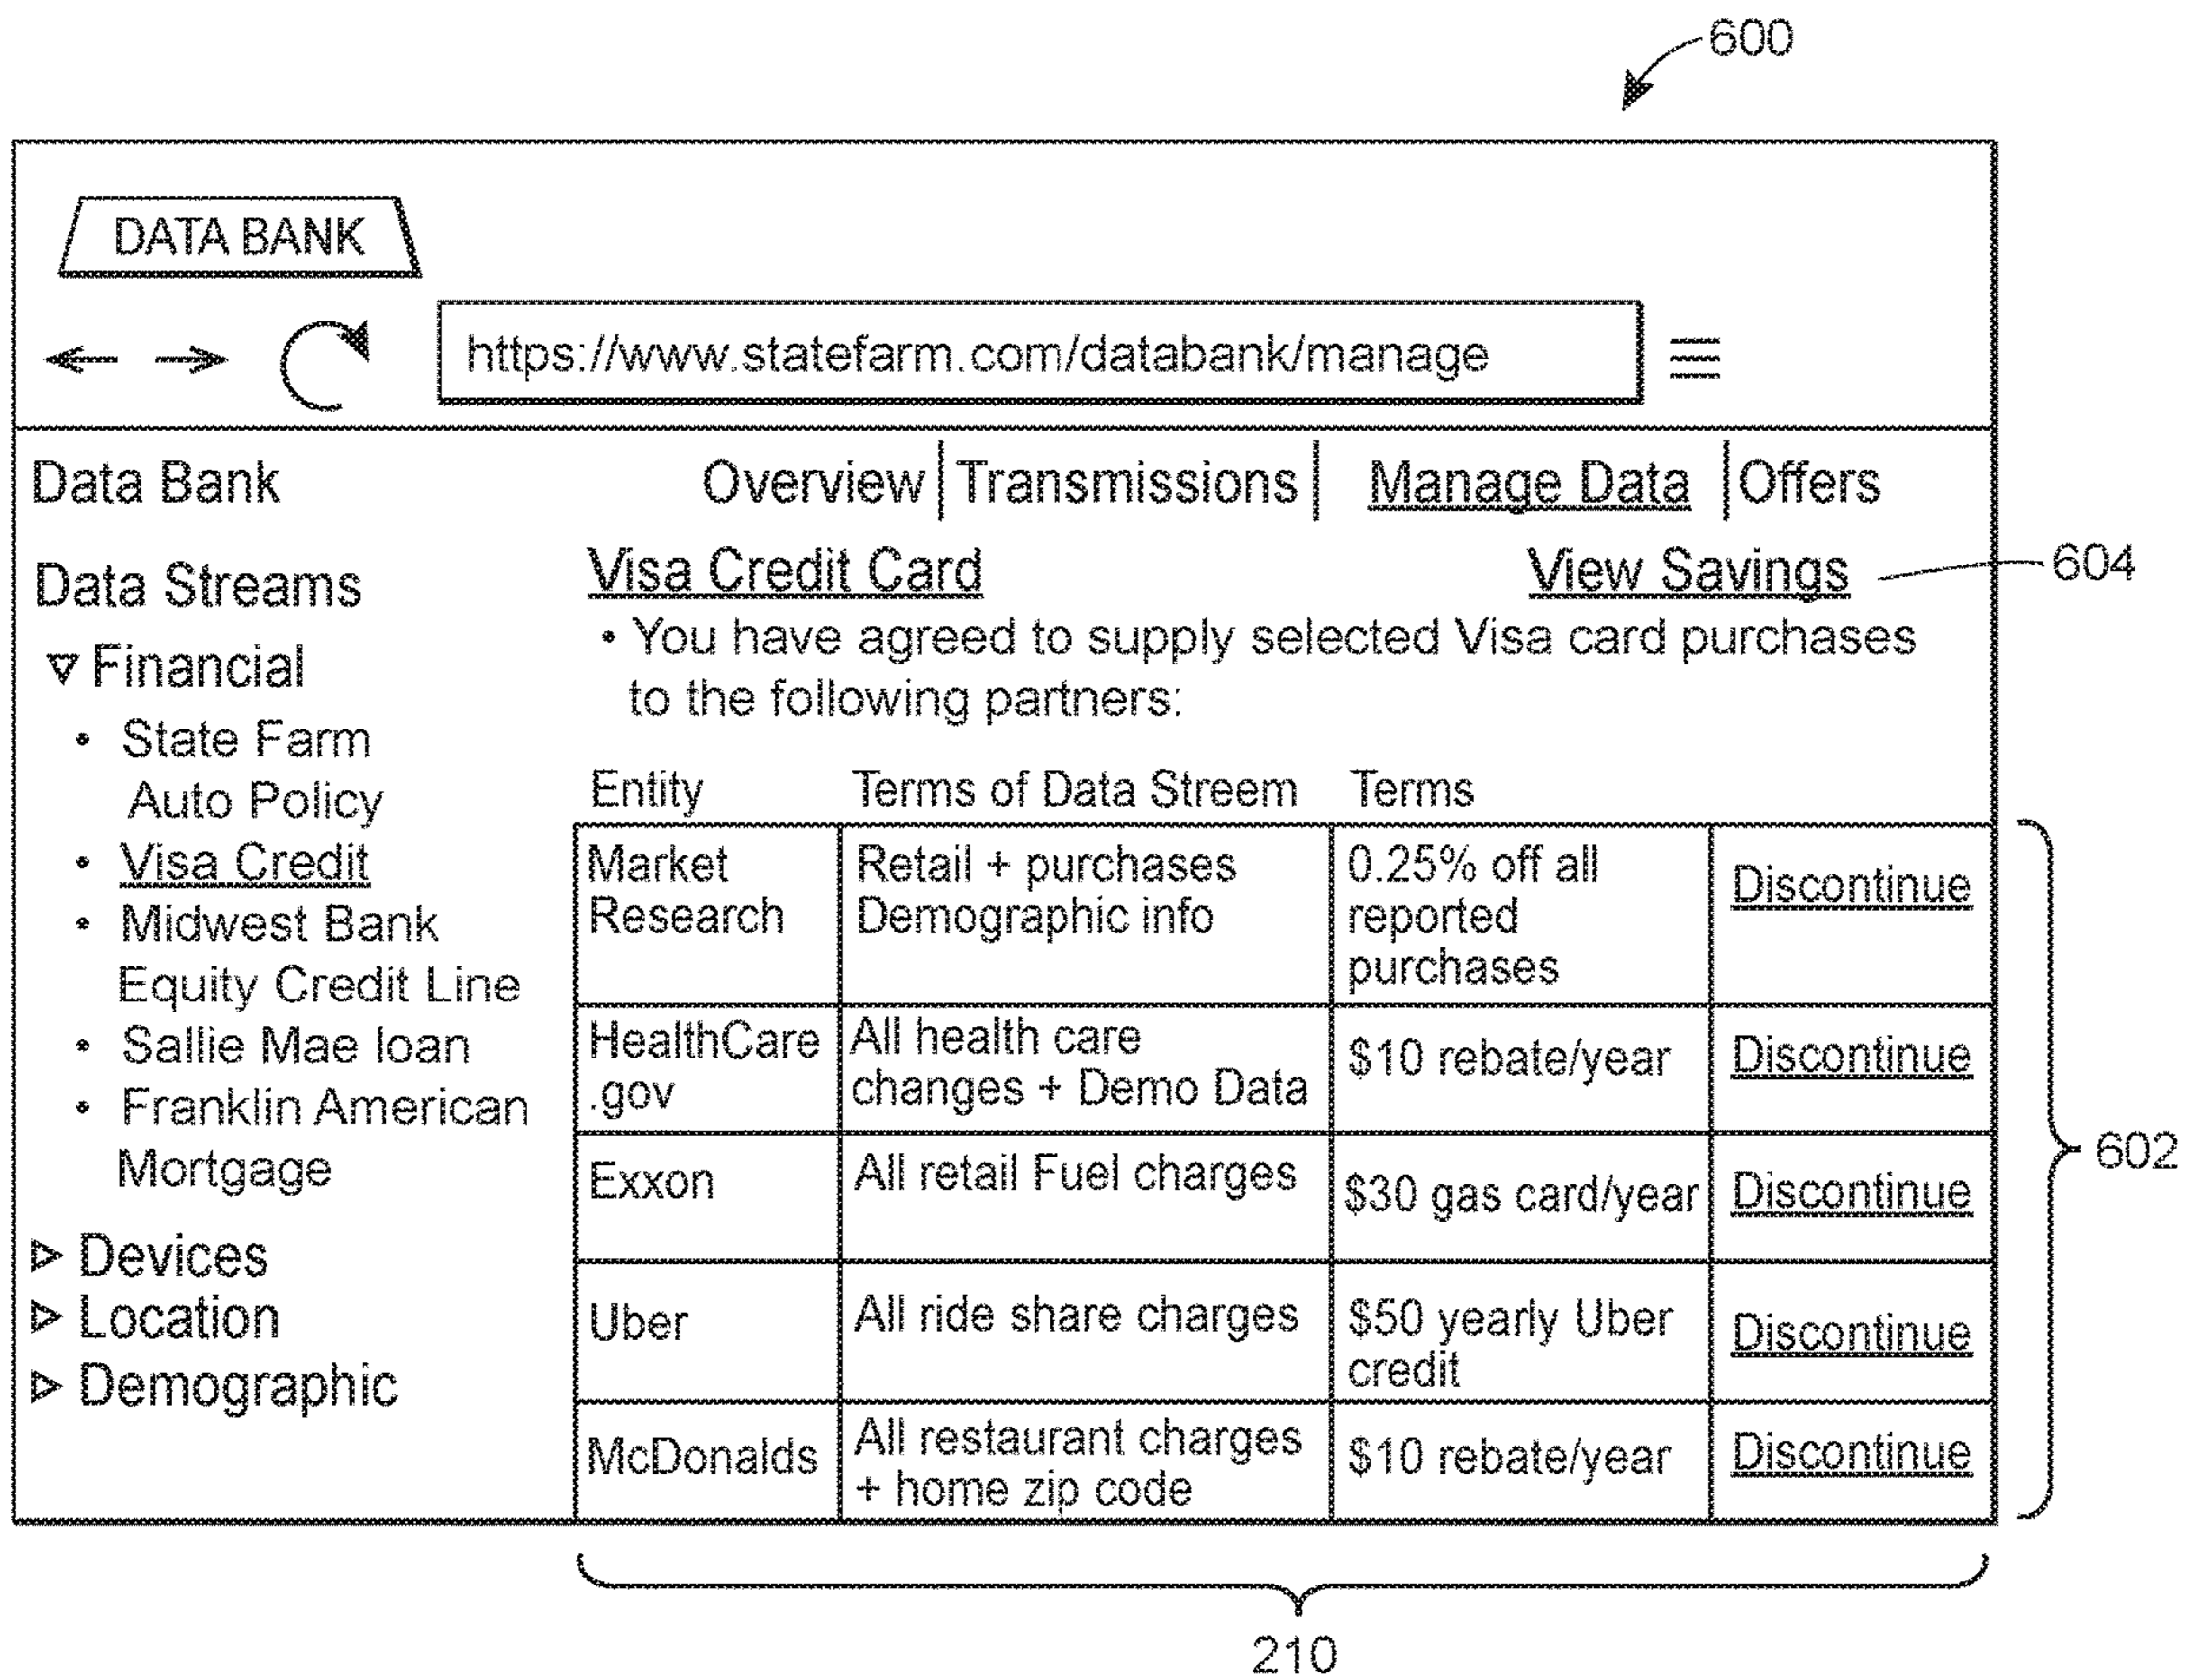 600
DATA BANK
https://www.statefarm.com/databank/manage
Data Bank
Overview | Transmissions | Manage Data | Offers
Data Streams
Financial
• State Farm
Auto Policy
• Visa Credit
• Midwest Bank
Equity Credit Line
• Sallie Mae loan
• Franklin American
Mortgage
Devices
Location
Demographic
Visa Credit Card
View Savings
604
• You have agreed to supply selected Visa card purchases
to the following partners:
Entity Terms of Data Streem Terms
Market
Research
Retail + purchases
Demographic info
0.25% off all
reported
purchases
Discontinue
HealthCare
.gov
All health care
changes + Demo Data
$10 rebate/year
Discontinue
Exxon
All retail Fuel charges
$30 gas card/year
Discontinue
Uber
All ride share charges
$50 yearly Uber
credit
Discontinue
McDonalds
All restaurant charges
+ home zip code
$10 rebate/year
Discontinue
602
210